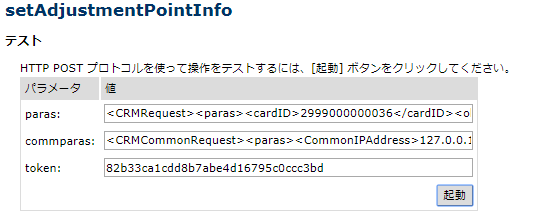 setAdjustmentPointInfo
テスト
HTTP POST プロトコルを使って操作をテストするには、[起動] ボタンをクリックしてください。
パラメータ 値
paras: <CRMRequest><paras><cardID>2999000000036</cardID><o
commparas: <CRMCommonRequest><paras><CommonIPAddress>127.0.0.1
token: 82b33ca1cdd8b7abe4d16795c0ccc3bd
起動